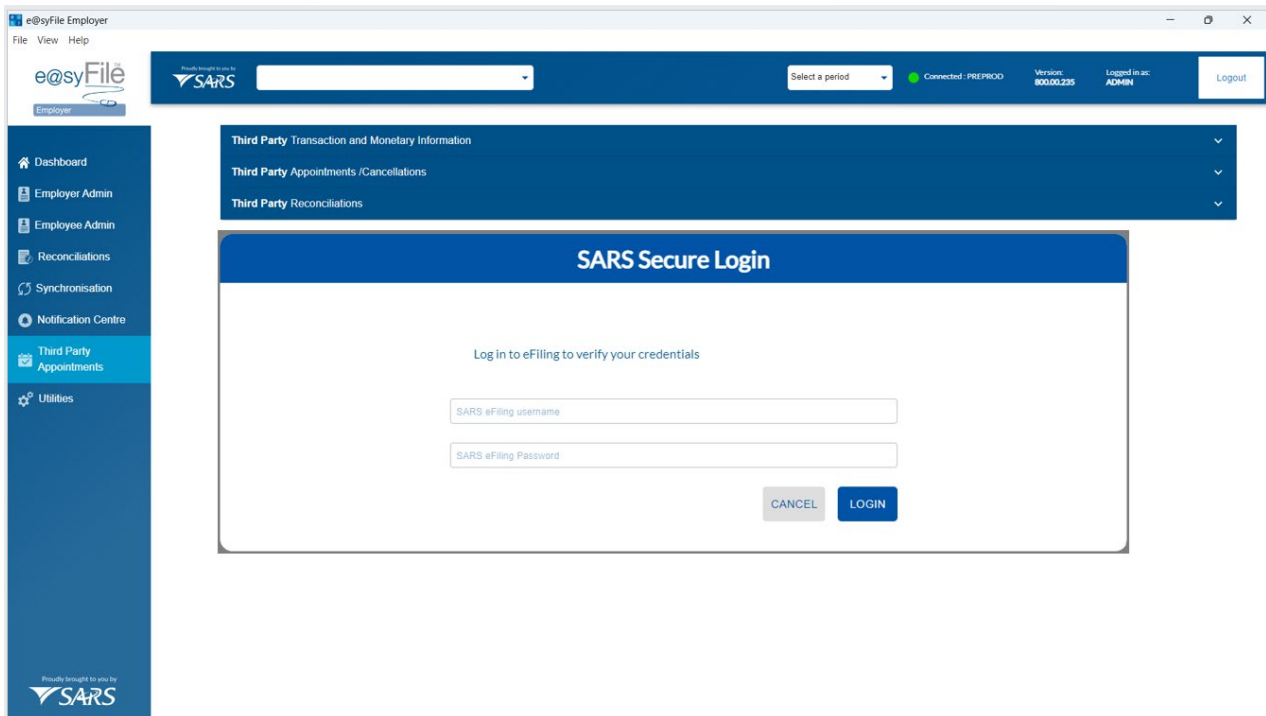 e@syFile Employer
File View Help
e@syFile™
Employer
Proudly brought to you by
SARS
Select a period
Connected : PREPROD
Version:
800.00.235
Logged in as:
ADMIN
Logout
Dashboard
Employer Admin
Employee Admin
Reconciliations
Synchronisation
Notification Centre
Third Party
Appointments
Utilities
Third Party Transaction and Monetary Information
Third Party Appointments /Cancellations
Third Party Reconciliations
SARS Secure Login
Log in to eFiling to verify your credentials
SARS eFiling username
SARS eFiling Password
CANCEL
LOGIN
Proudly brought to you by
SARS